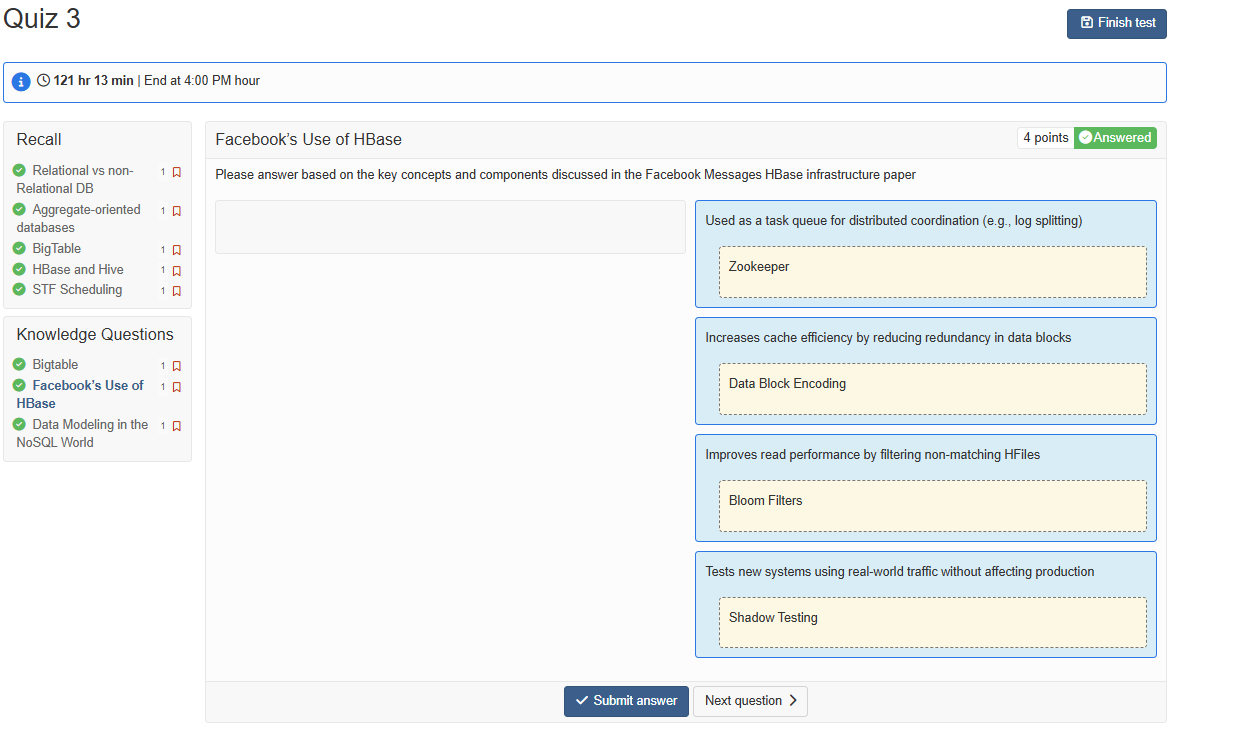 Quiz 3
Finish test
121 hr 13 min | End at 4:00 PM hour
Recall
Relational vs non-
Relational DB
1
Aggregate-oriented
databases
1
BigTable 1
HBase and Hive 1
STF Scheduling 1
Knowledge Questions
Bigtable 1
Facebook's Use of
HBase
1
Data Modeling in the
NoSQL World
1
Facebook's Use of HBase
4 points Answered
Please answer based on the key concepts and components discussed in the Facebook Messages HBase infrastructure paper
Used as a task queue for distributed coordination (e.g., log splitting)
Zookeeper
Increases cache efficiency by reducing redundancy in data blocks
Data Block Encoding
Improves read performance by filtering non-matching HFiles
Bloom Filters
Tests new systems using real-world traffic without affecting production
Shadow Testing
Submit answer
Next question